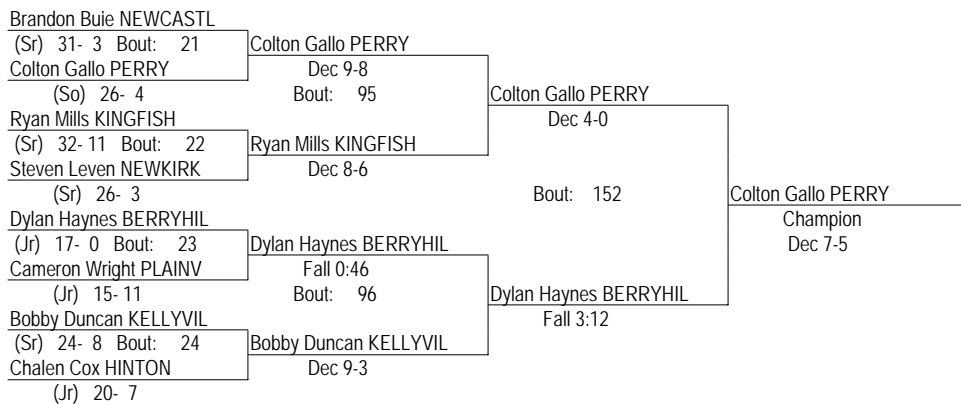 Brandon Buie NEWCASTL
(Sr) 31- 3 Bout: 21
Colton Gallo PERRY
(So) 26- 4
Ryan Mills KINGFISH
(Sr) 32- 11 Bout: 22
Steven Leven NEWKIRK
(Sr) 26- 3
Dylan Haynes BERRYHIL
(Jr) 17- 0 Bout: 23
Cameron Wright PLAINV
(Jr) 15- 11
Bobby Duncan KELLYVIL
(Sr) 24- 8 Bout: 24
Chalen Cox HINTON
(Jr) 20- 7
Colton Gallo PERRY
Dec 9-8
Bout: 95
Ryan Mills KINGFISH
Dec 8-6
Dylan Haynes BERRYHIL
Fall 0:46
Bout: 96
Bobby Duncan KELLYVIL
Dec 9-3
Colton Gallo PERRY
Dec 4-0
Bout: 152
Dylan Haynes BERRYHIL
Fall 3:12
Colton Gallo PERRY
Champion
Dec 7-5